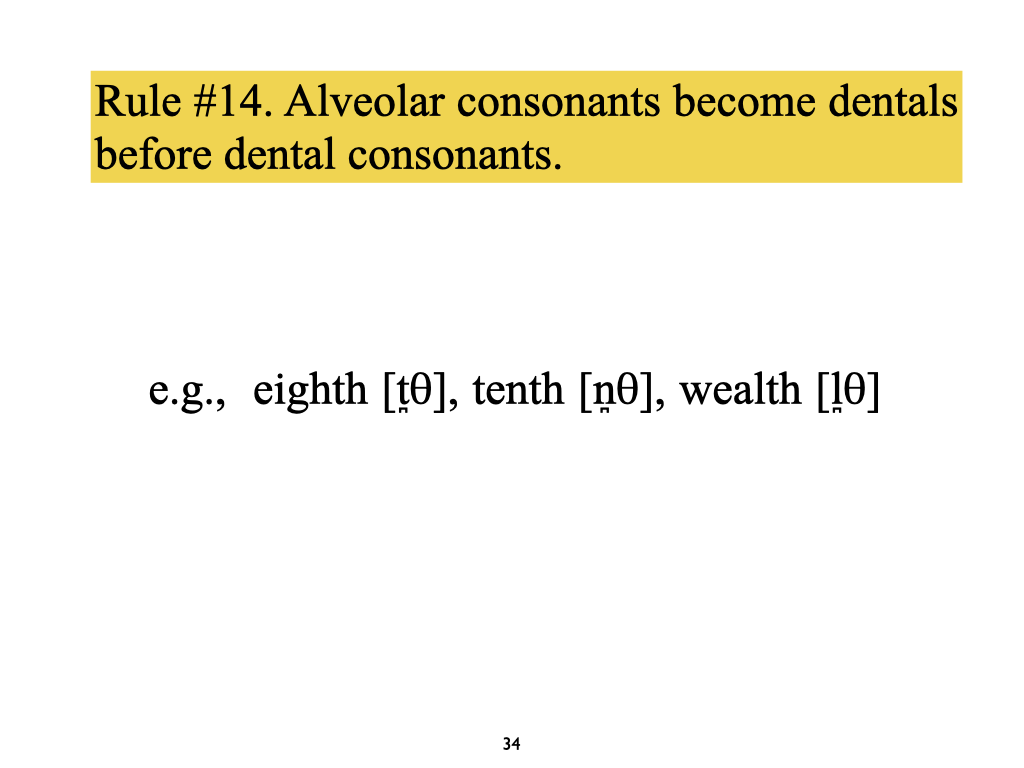 Rule #14. Alveolar consonants become dentals
before dental consonants.
e.g.,  eighth [t̪θ], tenth [n̪θ], wealth [l̪θ]
34